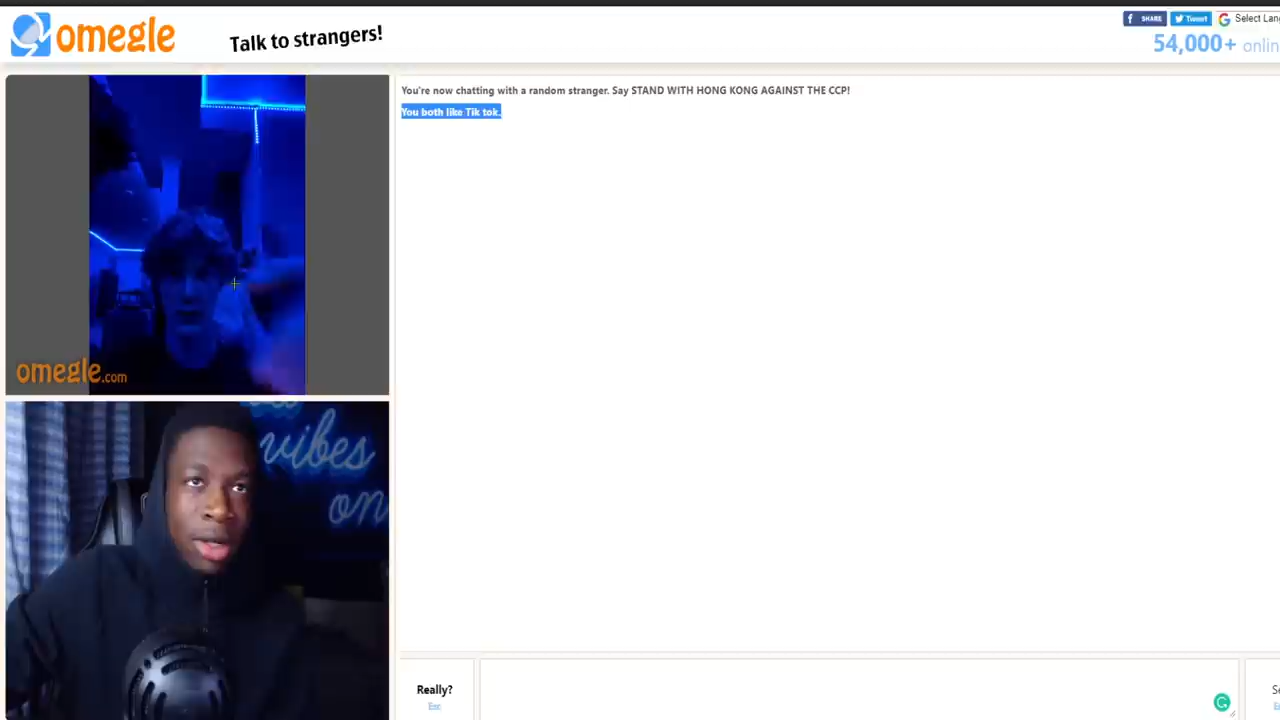 omegle
Talk to strangers!
SHARE
Tweet
Select Lan
54,000+ onlin
You're now chatting with a random stranger. Say STAND WITH HONG KONG AGAINST THE CCP!
You both like Tik tok.
omegle.com
vibes
on
Really?
Esc